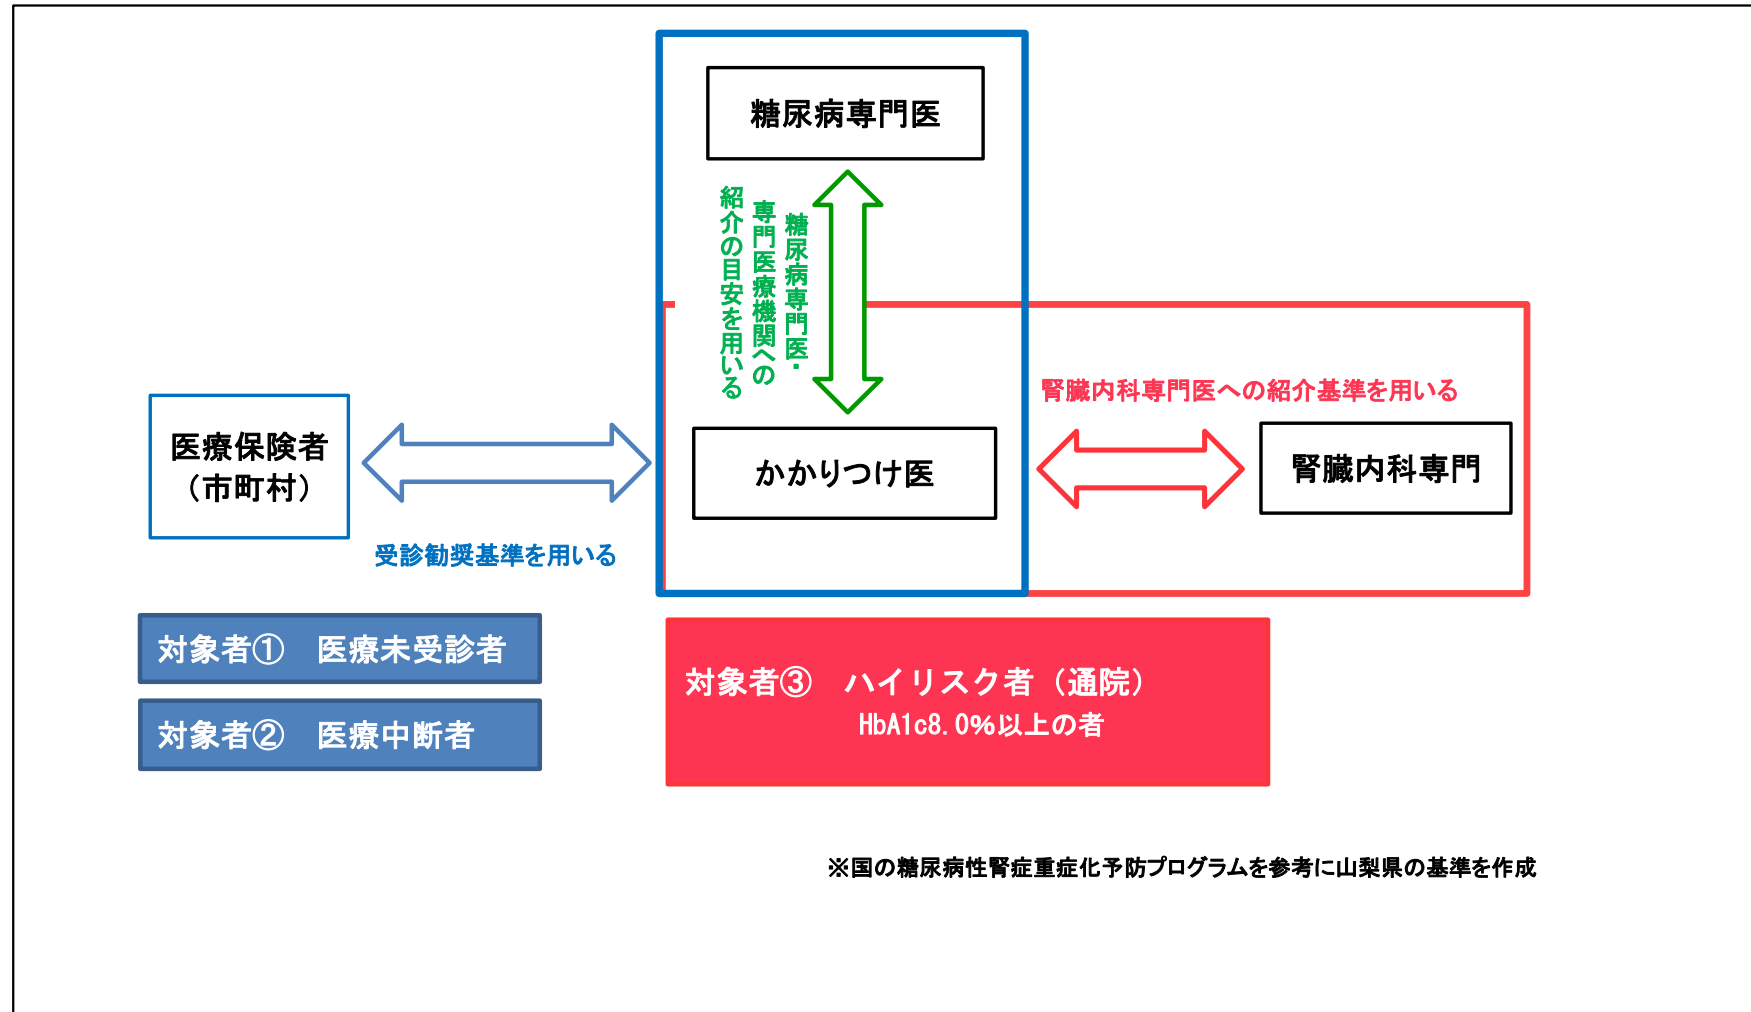 糖尿病専門医
糖尿病専門医・
専門医療機関への
紹介の目安を用いる
腎臓内科専門医への紹介基準を用いる
医療保険者
（市町村）
かかりつけ医
腎臓内科専門
受診勧奨基準を用いる
対象者①　医療未受診者
対象者②　医療中断者
対象者③　ハイリスク者（通院）
HbA1c8.0%以上の者
※国の糖尿病性腎症重症化予防プログラムを参考に山梨県の基準を作成